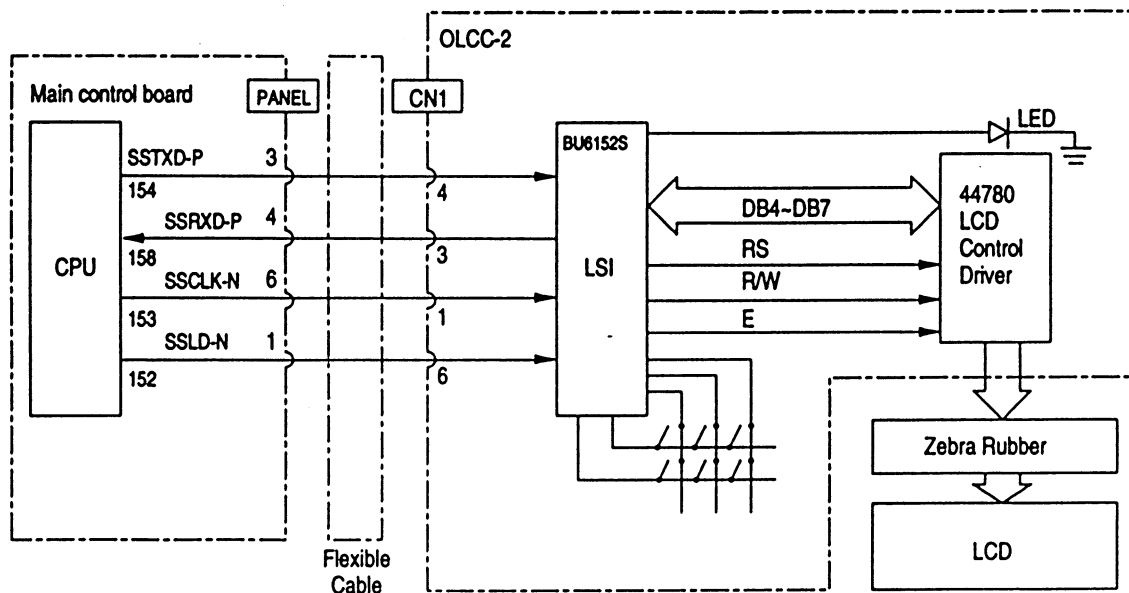 OLCC-2
Main control board
PANEL
CN1
CPU
SSTXD-P
3
154
4
SSRXD-P
4
158
3
SSCLK-N
6
153
1
SSLD-N
1
152
6
BU6152S
LSI
LED
DB4~DB7
RS
R/W
E
44780
LCD
Control
Driver
Zebra Rubber
LCD
Flexible
Cable